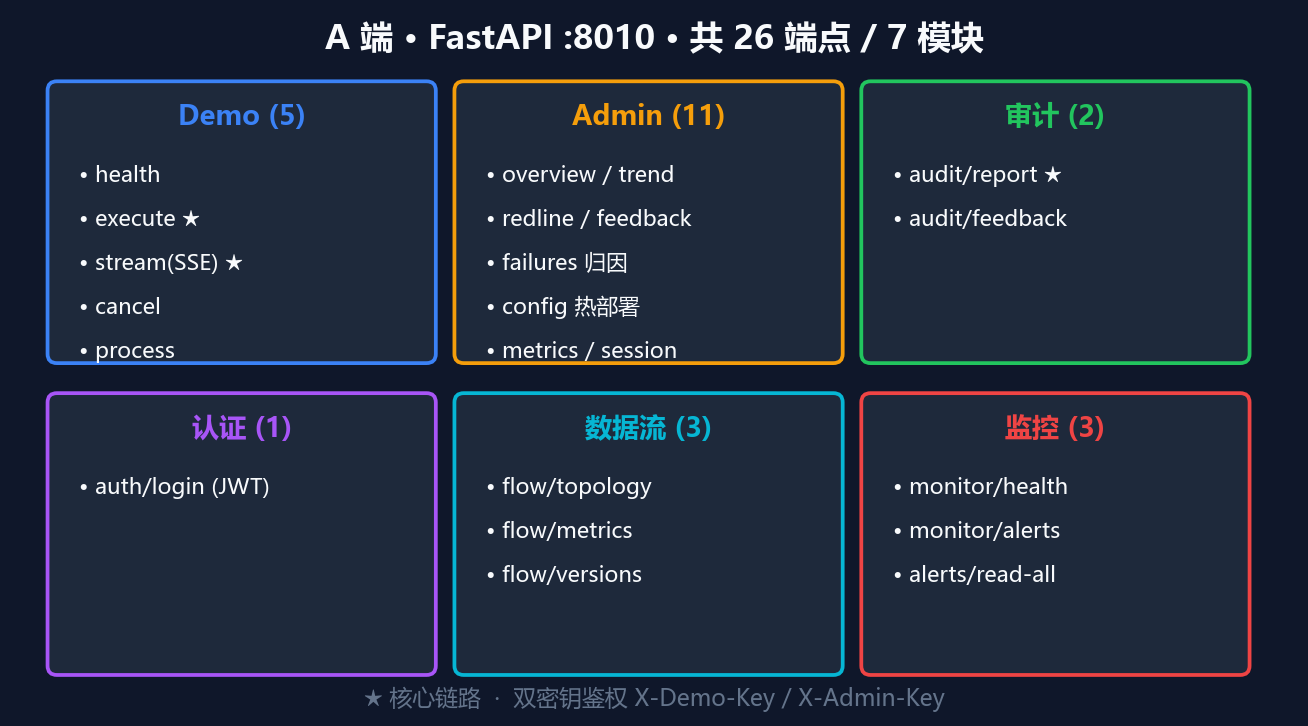 A 端 • FastAPI :8010 • 共 26 端点 / 7 模块
Demo (5)
• health
• execute ★
• stream(SSE) ★
• cancel
• process
Admin (11)
• overview / trend
• redline / feedback
• failures 归因
• config 热部署
• metrics / session
审计 (2)
• audit/report ★
• audit/feedback
认证 (1)
• auth/login (JWT)
数据流 (3)
• flow/topology
• flow/metrics
• flow/versions
监控 (3)
• monitor/health
• monitor/alerts
• alerts/read-all
★ 核心链路 · 双密钥鉴权 X-Demo-Key / X-Admin-Key